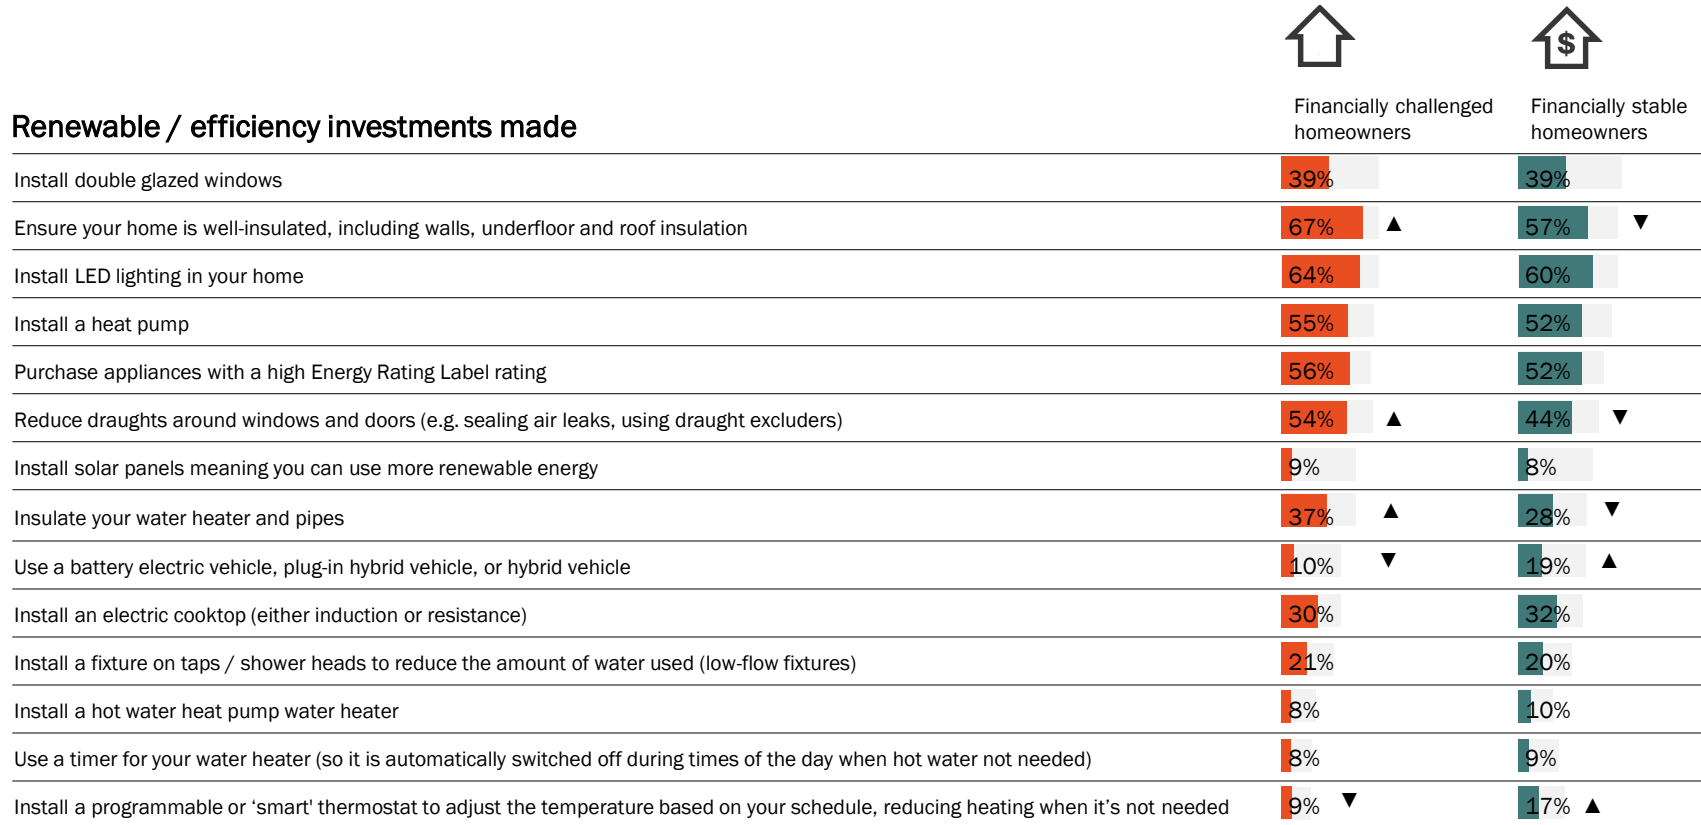 $
Financially challenged
homeowners
Financially stable
homeowners
Renewable / efficiency investments made
Install double glazed windows 39% 39%
Ensure your home is well-insulated, including walls, underfloor and roof insulation 67% ▲ 57% ▼
Install LED lighting in your home 64% 60%
Install a heat pump 55% 52%
Purchase appliances with a high Energy Rating Label rating 56% 52%
Reduce draughts around windows and doors (e.g. sealing air leaks, using draught excluders) 54% ▲ 44% ▼
Install solar panels meaning you can use more renewable energy 9% 8%
Insulate your water heater and pipes 37% ▲ 28% ▼
Use a battery electric vehicle, plug-in hybrid vehicle, or hybrid vehicle 10% ▼ 19% ▲
Install an electric cooktop (either induction or resistance) 30% 32%
Install a fixture on taps / shower heads to reduce the amount of water used (low-flow fixtures) 21% 20%
Install a hot water heat pump water heater 8% 10%
Use a timer for your water heater (so it is automatically switched off during times of the day when hot water not needed) 8% 9%
Install a programmable or ‘smart' thermostat to adjust the temperature based on your schedule, reducing heating when it’s not needed 9% ▼ 17% ▲